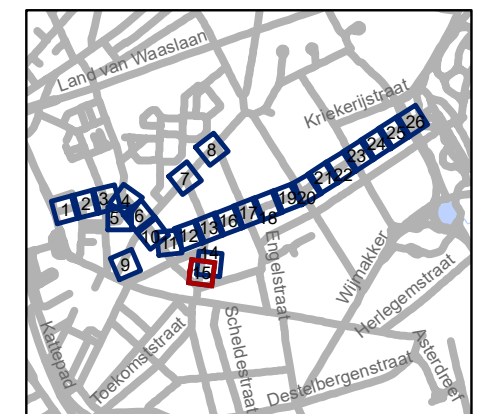 Land van Waaslaan
Kriekerijstraat
26
25
24
23
22
21
20
19
18
17
16
13
12
11
10
14
15
8
7
1
2
3
4
5
6
9
Engelstraat
Wijmakker
Herlegemstraat
Kattepad
Toekomststraat
Scheldestraat
Destelbergenstraat
Asterdreef